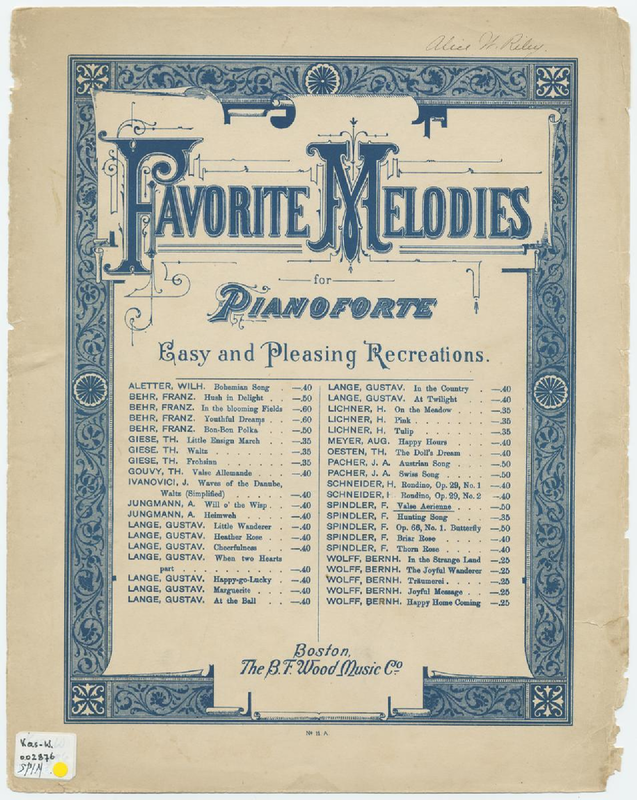 Alice W. Riley.
FAVORITE MELODIES
for
PIANOFORTE
Easy and Pleasing Recreations.
ALETTER, WILH. Bohemian Song —.40
BEHR, FRANZ. Hush in Delight . —.50
BEHR, FRANZ. In the blooming Fields —.60
BEHR, FRANZ. Youthful Dreams . —.60
BEHR, FRANZ. Bon-Bon Polka . —.50
GIESE, TH. Little Ensign March . —.35
GIESE, TH. Waltz . . . . —.35
GIESE, TH. Frohsinn . . . —.35
GOUVY, TH. Valse Allemande . —.40
IVANOVICI, J. Waves of the Danube,
Waltz (Simplified) . . . . —.40
JUNGMANN, A. Will o' the Wisp . —.40
JUNGMANN, A. Heimweh . . —.40
LANGE, GUSTAV. Little Wanderer . —.40
LANGE, GUSTAV. Heather Rose . —.40
LANGE, GUSTAV. Cheerfulness . —.40
LANGE, GUSTAV. When two Hearts
part . . . . . . —.40
LANGE, GUSTAV. Happy-go-Lucky . —.40
LANGE, GUSTAV. Marguerite . . —.40
LANGE, GUSTAV. At the Ball . . —.40
LANGE, GUSTAV. In the Country . —.40
LANGE, GUSTAV. At Twilight . —.40
LICHNER, H. On the Meadow . . —.35
LICHNER, H. Pink . . . . —.35
LICHNER, H. Tulip . . . . —.35
MEYER, AUG. Happy Hours . . —.40
OESTEN, TH. The Doll's Dream . —.40
PACHER, J. A. Austrian Song . . —.50
PACHER, J. A. Swiss Song . . —.50
SCHNEIDER, H. Rondino, Op. 29, No. 1 —.40
SCHNEIDER, H Rondino, Op. 29, No. 2 —.40
SPINDLER, F. Valse Aerienne . . —.50
SPINDLER, F. Hunting Song . . —.35
SPINDLER, F. Op. 66, No. 1. Butterfly —.50
SPINDLER, F. Briar Rose . . . —.40
SPINDLER, F. Thorn Rose . . . —.40
WOLFF, BERNH. In the Strange Land —.25
WOLFF, BERNH. The Joyful Wanderer —.25
WOLFF, BERNH. Träumerei . . —.25
WOLFF, BERNH. Joyful Message . —.25
WOLFF, BERNH. Happy Home Coming —.25
Boston,
The B. F. Wood Music Co.
No 11 A
Vas-W.
002876
SPIN